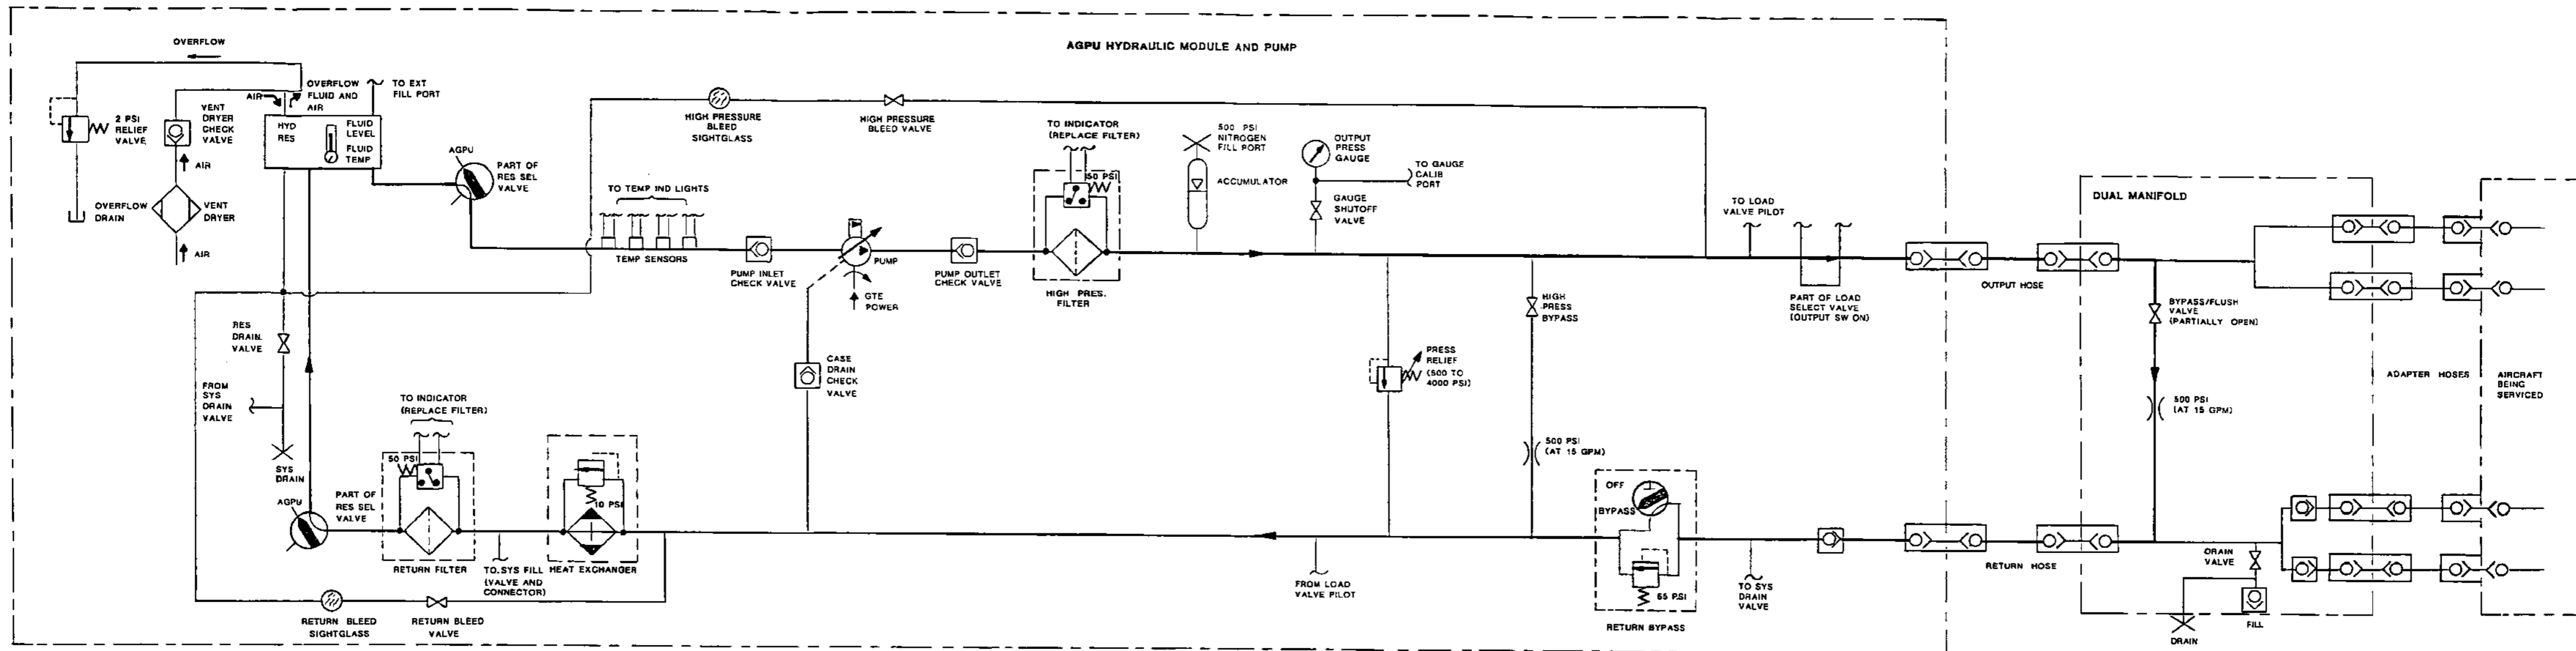 AGPU HYDRAULIC MODULE AND PUMP
OVERFLOW
AIR
OVERFLOW
FLUID AND
AIR
TO EXT
FILL PORT
2 PSI
RELIEF
VALVE
VENT
DRYER
CHECK
VALVE
HYD
RES
FLUID
LEVEL
FLUID
TEMP
AIR
OVERFLOW
DRAIN
VENT
DRYER
AIR
AGPU
PART OF
RES SEL
VALVE
TO TEMP IND LIGHTS
TEMP SENSORS
HIGH PRESSURE
BLEED
SIGHTGLASS
HIGH PRESSURE
BLEED VALVE
PUMP INLET
CHECK VALVE
PUMP
GTE
POWER
PUMP OUTLET
CHECK VALVE
TO INDICATOR
(REPLACE FILTER)
50 PSI
HIGH PRES.
FILTER
500 PSI
NITROGEN
FILL PORT
ACCUMULATOR
OUTPUT
PRESS
GAUGE
TO GAUGE
CALIB
PORT
GAUGE
SHUTOFF
VALVE
TO LOAD
VALVE PILOT
PART OF LOAD
SELECT VALVE
(OUTPUT SW ON)
OUTPUT HOSE
DUAL MANIFOLD
BYPASS/FLUSH
VALVE
(PARTIALLY OPEN)
500 PSI
(AT 15 GPM)
ADAPTER HOSES
AIRCRAFT
BEING
SERVICED
HIGH
PRESS
BYPASS
PRESS
RELIEF
(500 TO
4000 PSI)
500 PSI
(AT 15 GPM)
CASE
DRAIN
CHECK
VALVE
RES
DRAIN
VALVE
FROM
SYS
DRAIN
VALVE
SYS
DRAIN
AGPU
PART OF
RES SEL
VALVE
TO INDICATOR
(REPLACE FILTER)
50 PSI
RETURN FILTER
TO SYS FILL
(VALVE AND
CONNECTOR)
10 PSI
HEAT EXCHANGER
RETURN BLEED
SIGHTGLASS
RETURN BLEED
VALVE
FROM LOAD
VALVE PILOT
OFF
BYPASS
65 PSI
RETURN BYPASS
TO SYS
DRAIN
VALVE
RETURN HOSE
DRAIN
VALVE
FILL
DRAIN